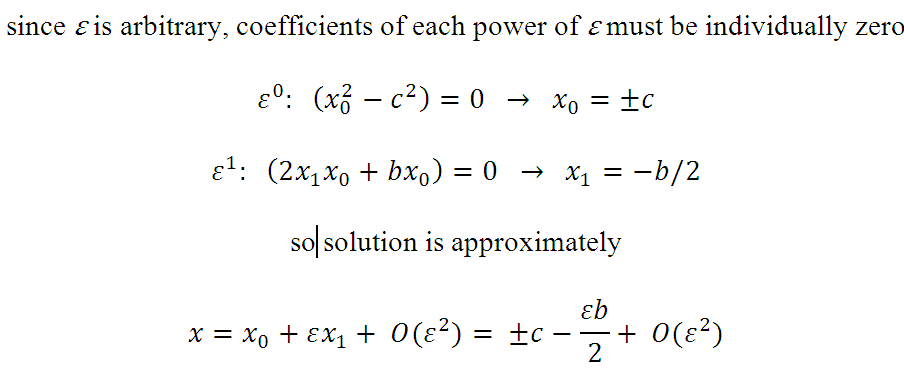 since ε is arbitrary, coefficients of each power of ε must be individually zero
ε⁰: (x₀² − c²) = 0 → x₀ = ±c
ε¹: (2x₁x₀ + bx₀) = 0 → x₁ = −b/2
so solution is approximately
x = x₀ + εx₁ + O(ε²) = ±c − εb/2 + O(ε²)